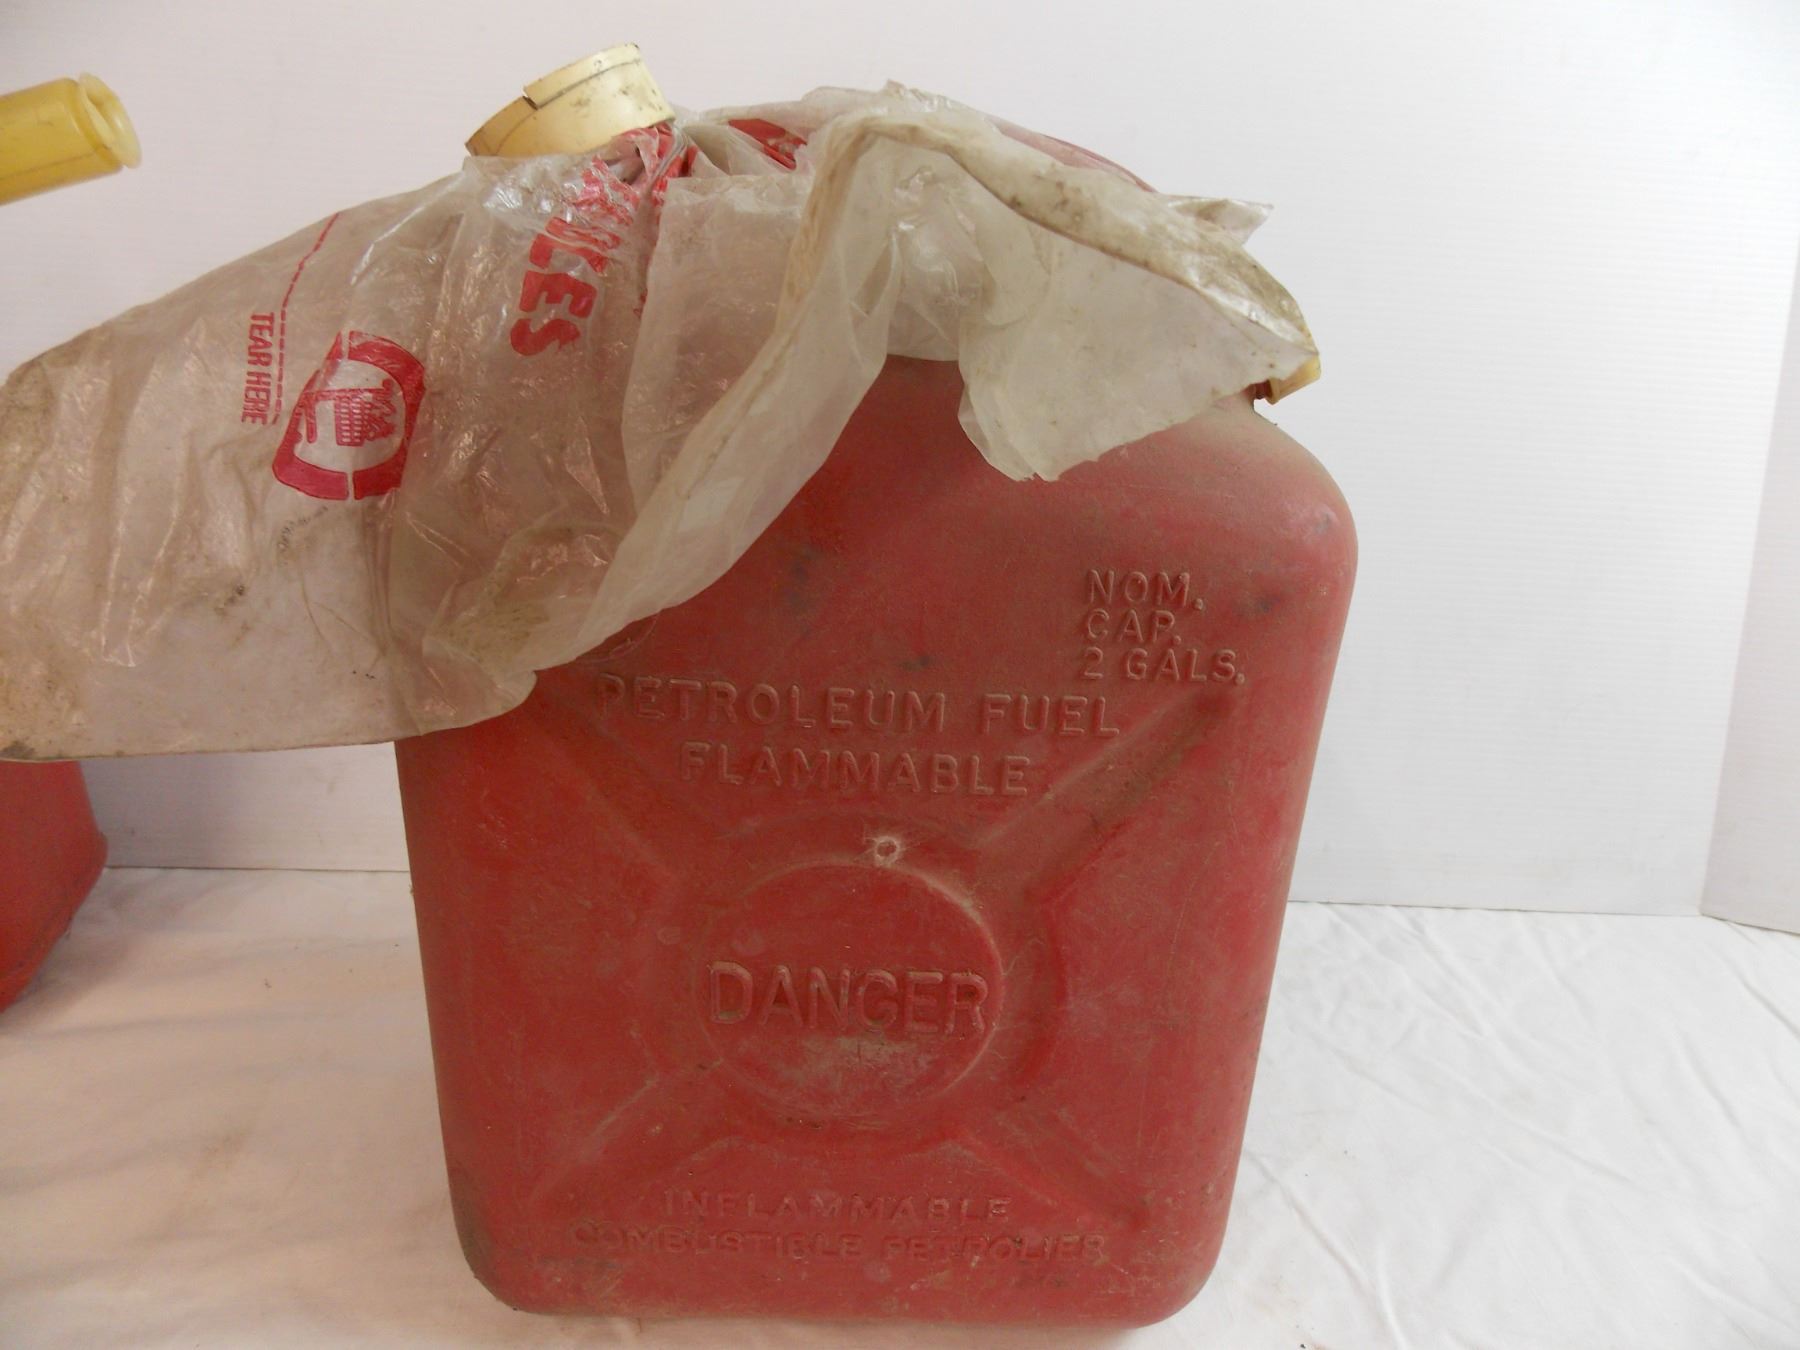 TEAR HERE
NOM.
CAP.
2 GALS.
PETROLEUM FUEL
FLAMMABLE
DANGER
INFLAMMABLE
COMBUSTIBLE PETROLIER